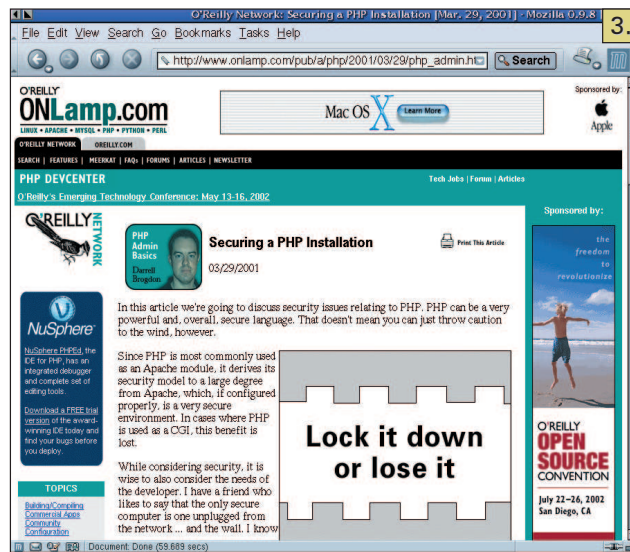 O'Reilly Network: Securing a PHP Installation [Mar. 29, 2001] - Mozilla 0.9.8
3.
File Edit View Search Go Bookmarks Tasks Help
http://www.onlamp.com/pub/a/php/2001/03/29/php_admin.ht
Search
O'REILLY
ONLamp.com
LINUX • APACHE • MYSQL • PHP • PYTHON • PERL
Mac OS X Learn More
Sponsored by:
Apple
O'REILLY NETWORK OREILLY.COM
SEARCH | FEATURES | MEERKAT | FAQs | FORUMS | ARTICLES | NEWSLETTER
PHP DEVCENTER
Tech Jobs | Forum | Articles
O'Reilly's Emerging Technology Conference: May 13-16, 2002
O'REILLY NETWORK
PHP
Admin
Basics
Darrell
Brogdon
Securing a PHP Installation
03/29/2001
Print This Article
In this article we're going to discuss security issues relating to PHP. PHP can be a very
powerful and, overall, secure language. That doesn't mean you can just throw caution
to the wind, however.
Since PHP is most commonly used
as an Apache module, it derives its
security model to a large degree
from Apache, which, if configured
properly, is a very secure
environment. In cases where PHP
is used as a CGI, this benefit is
lost.
While considering security, it is
wise to also consider the needs of
the developer. I have a friend who
likes to say that the only secure
computer is one unplugged from
the network ... and the wall. I know
Lock it down
or lose it
NuSphere
NuSphere PHPEd, the
IDE for PHP, has an
integrated debugger
and complete set of
editing tools.
Download a FREE trial
version of the award-
winning IDE today and
find your bugs before
you deploy.
TOPICS
Building/Compiling
Commercial Apps
Community
Configuration
Sponsored by:
the
freedom
to
revolutionize
O'REILLY
OPEN
SOURCE
CONVENTION
July 22–26, 2002
San Diego, CA
Document: Done (59.689 secs)